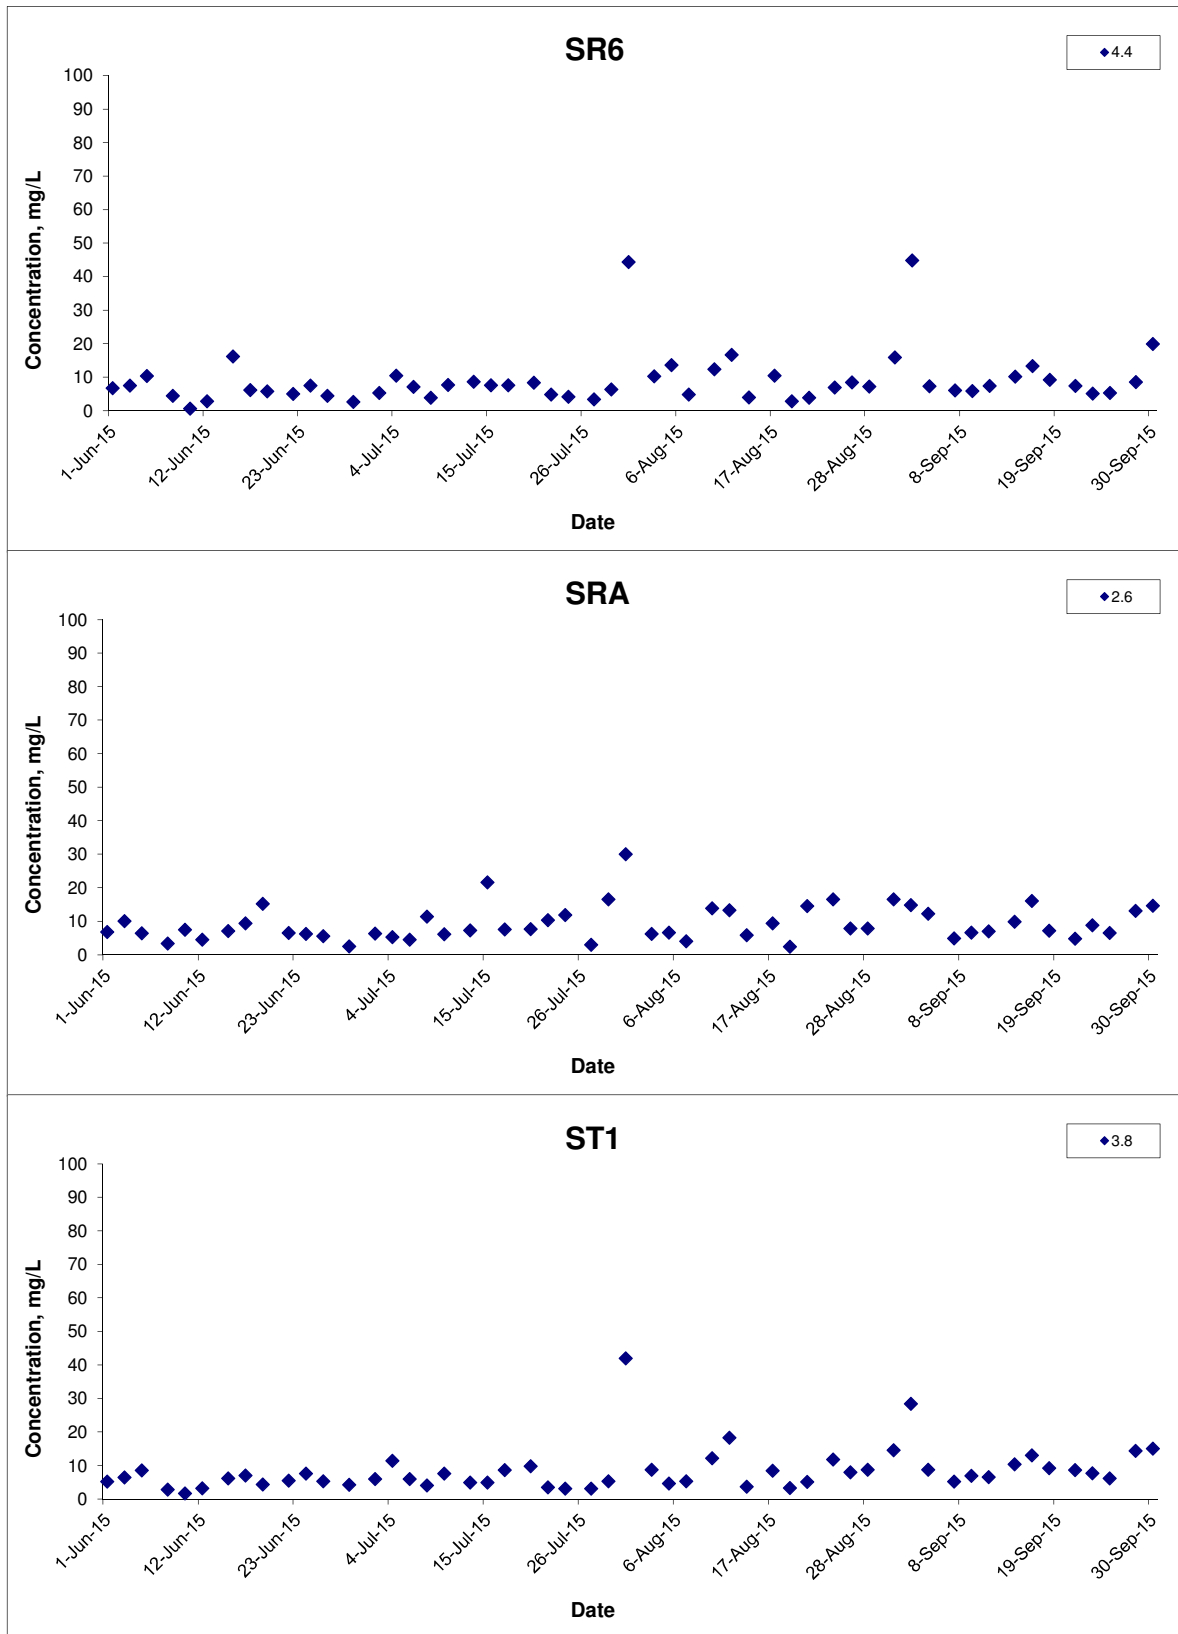 SR6
4.4
100
90
80
70
60
50
40
30
20
10
0
Concentration, mg/L
1-Jun-15
12-Jun-15
23-Jun-15
4-Jul-15
15-Jul-15
26-Jul-15
6-Aug-15
17-Aug-15
28-Aug-15
8-Sep-15
19-Sep-15
30-Sep-15
Date
SRA
2.6
100
90
80
70
60
50
40
30
20
10
0
Concentration, mg/L
1-Jun-15
12-Jun-15
23-Jun-15
4-Jul-15
15-Jul-15
26-Jul-15
6-Aug-15
17-Aug-15
28-Aug-15
8-Sep-15
19-Sep-15
30-Sep-15
Date
ST1
3.8
100
90
80
70
60
50
40
30
20
10
0
Concentration, mg/L
1-Jun-15
12-Jun-15
23-Jun-15
4-Jul-15
15-Jul-15
26-Jul-15
6-Aug-15
17-Aug-15
28-Aug-15
8-Sep-15
19-Sep-15
30-Sep-15
Date